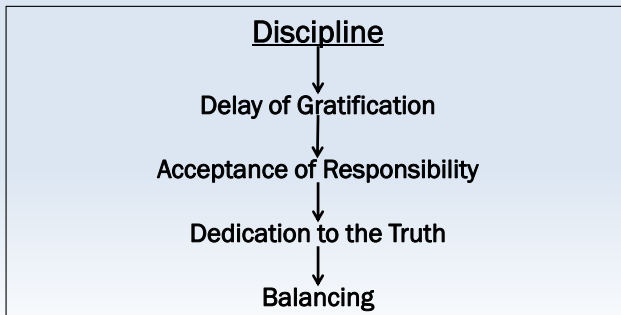 Discipline
Delay of Gratification
Acceptance of Responsibility
Dedication to the Truth
Balancing